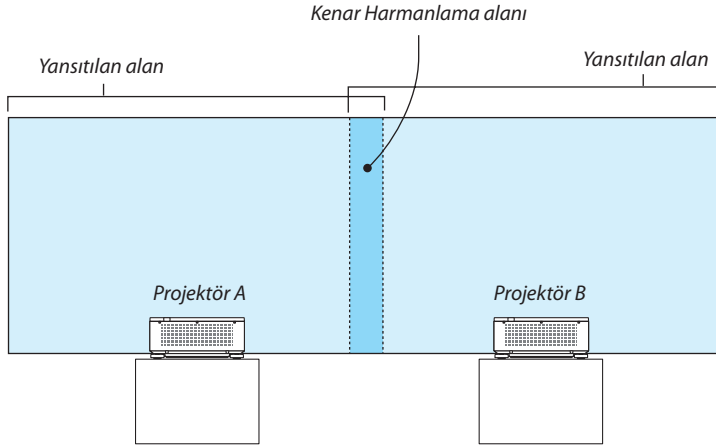 Kenar Harmanlama alanı
Yansıtılan alan
Yansıtılan alan
Projektör A
Projektör B